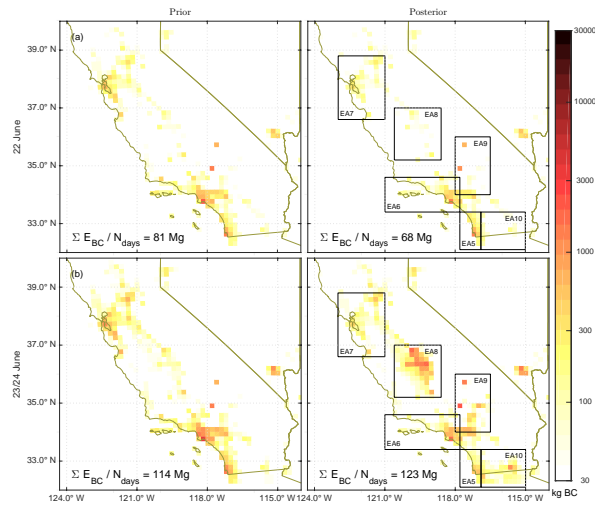 Prior
Posterior
(a)
39.0° N
37.0° N
35.0° N
33.0° N
22 June
Σ E_BC / N_days = 81 Mg
EA7
EA8
EA9
EA6
EA5
EA10
Σ E_BC / N_days = 68 Mg
(b)
39.0° N
37.0° N
35.0° N
33.0° N
23/24 June
Σ E_BC / N_days = 114 Mg
EA7
EA8
EA9
EA6
EA5
EA10
Σ E_BC / N_days = 123 Mg
124.0° W
121.0° W
118.0° W
115.0° W
124.0° W
121.0° W
118.0° W
115.0° W
30000
10000
3000
1000
300
100
30
kg BC